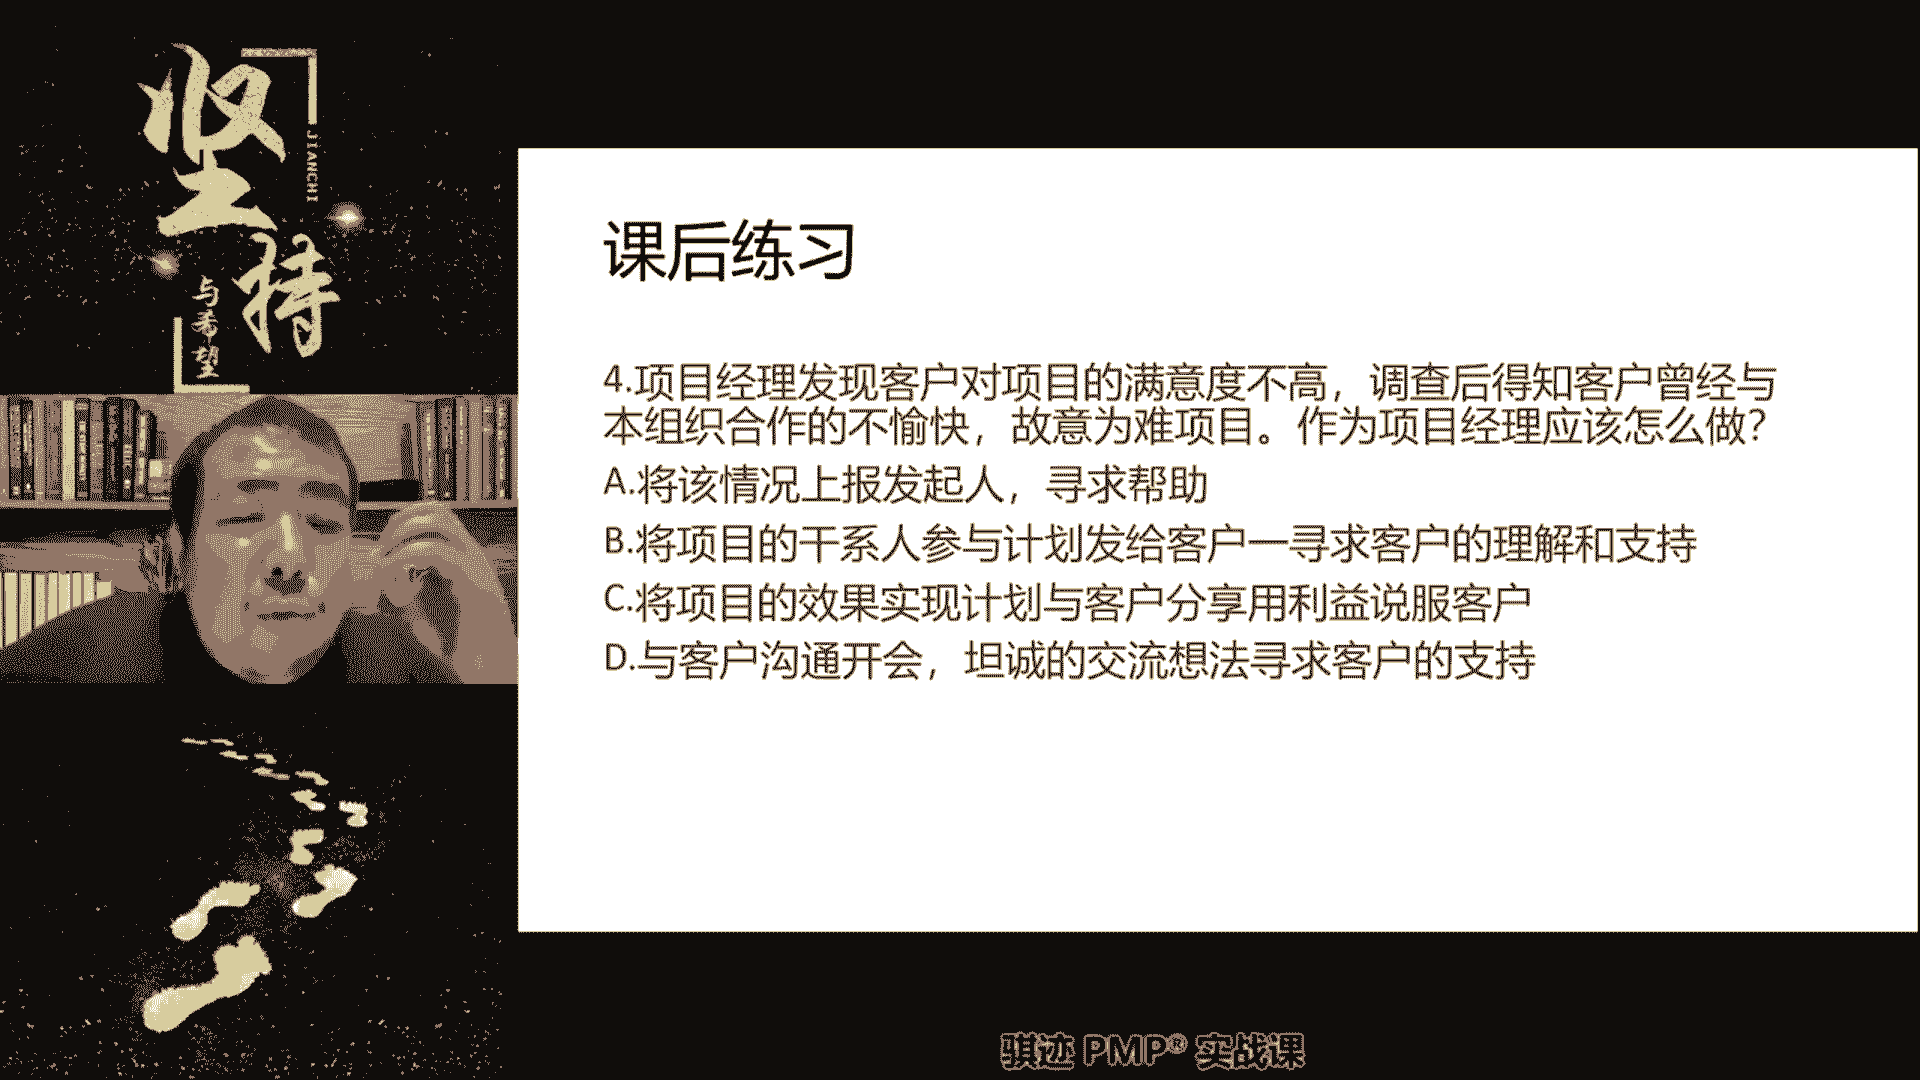 坚持
JIANCHI
与希望
课后练习
4.项目经理发现客户对项目的满意度不高，调查后得知客户曾经与
本组织合作的不愉快，故意为难项目。作为项目经理应该怎么做？
A.将该情况上报发起人，寻求帮助
B.将项目的干系人参与计划发给客户一寻求客户的理解和支持
C.将项目的效果实现计划与客户分享用利益说服客户
D.与客户沟通开会，坦诚的交流想法寻求客户的支持
骐迹 PMP® 实战课